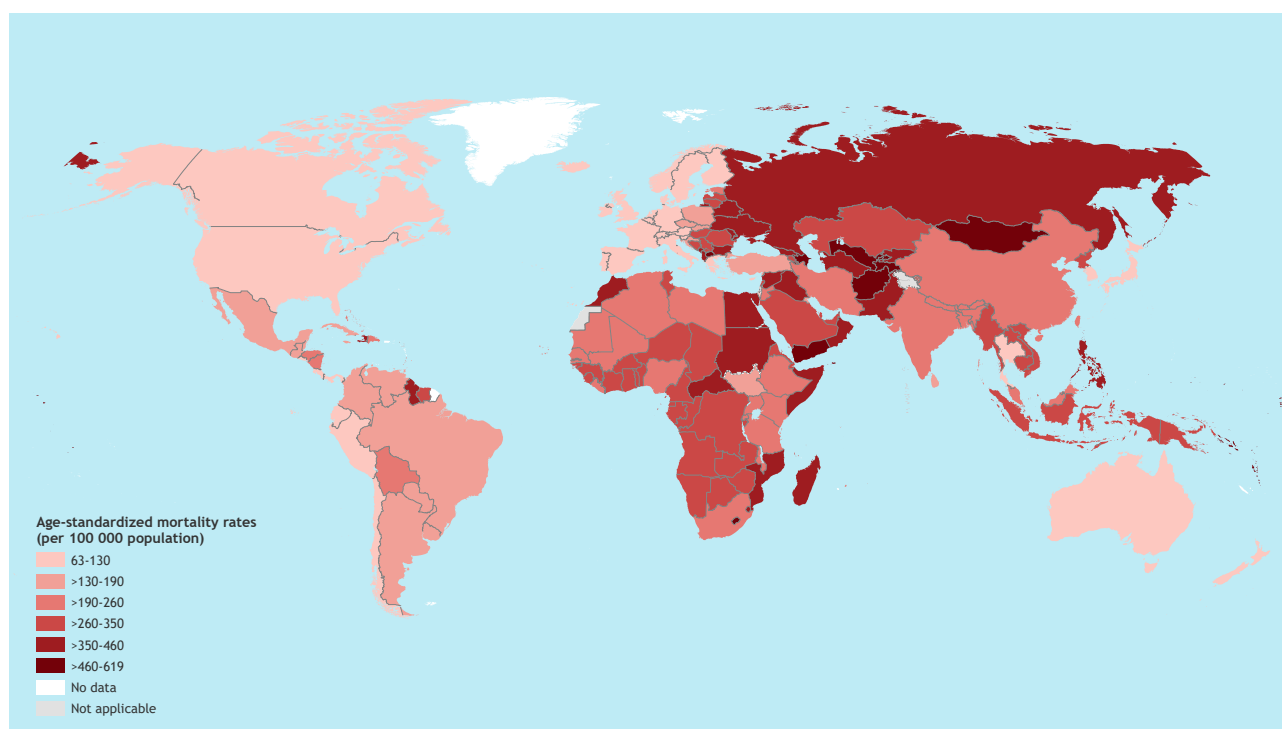 Age-standardized mortality rates
(per 100 000 population)
63-130
>130-190
>190-260
>260-350
>350-460
>460-619
No data
Not applicable